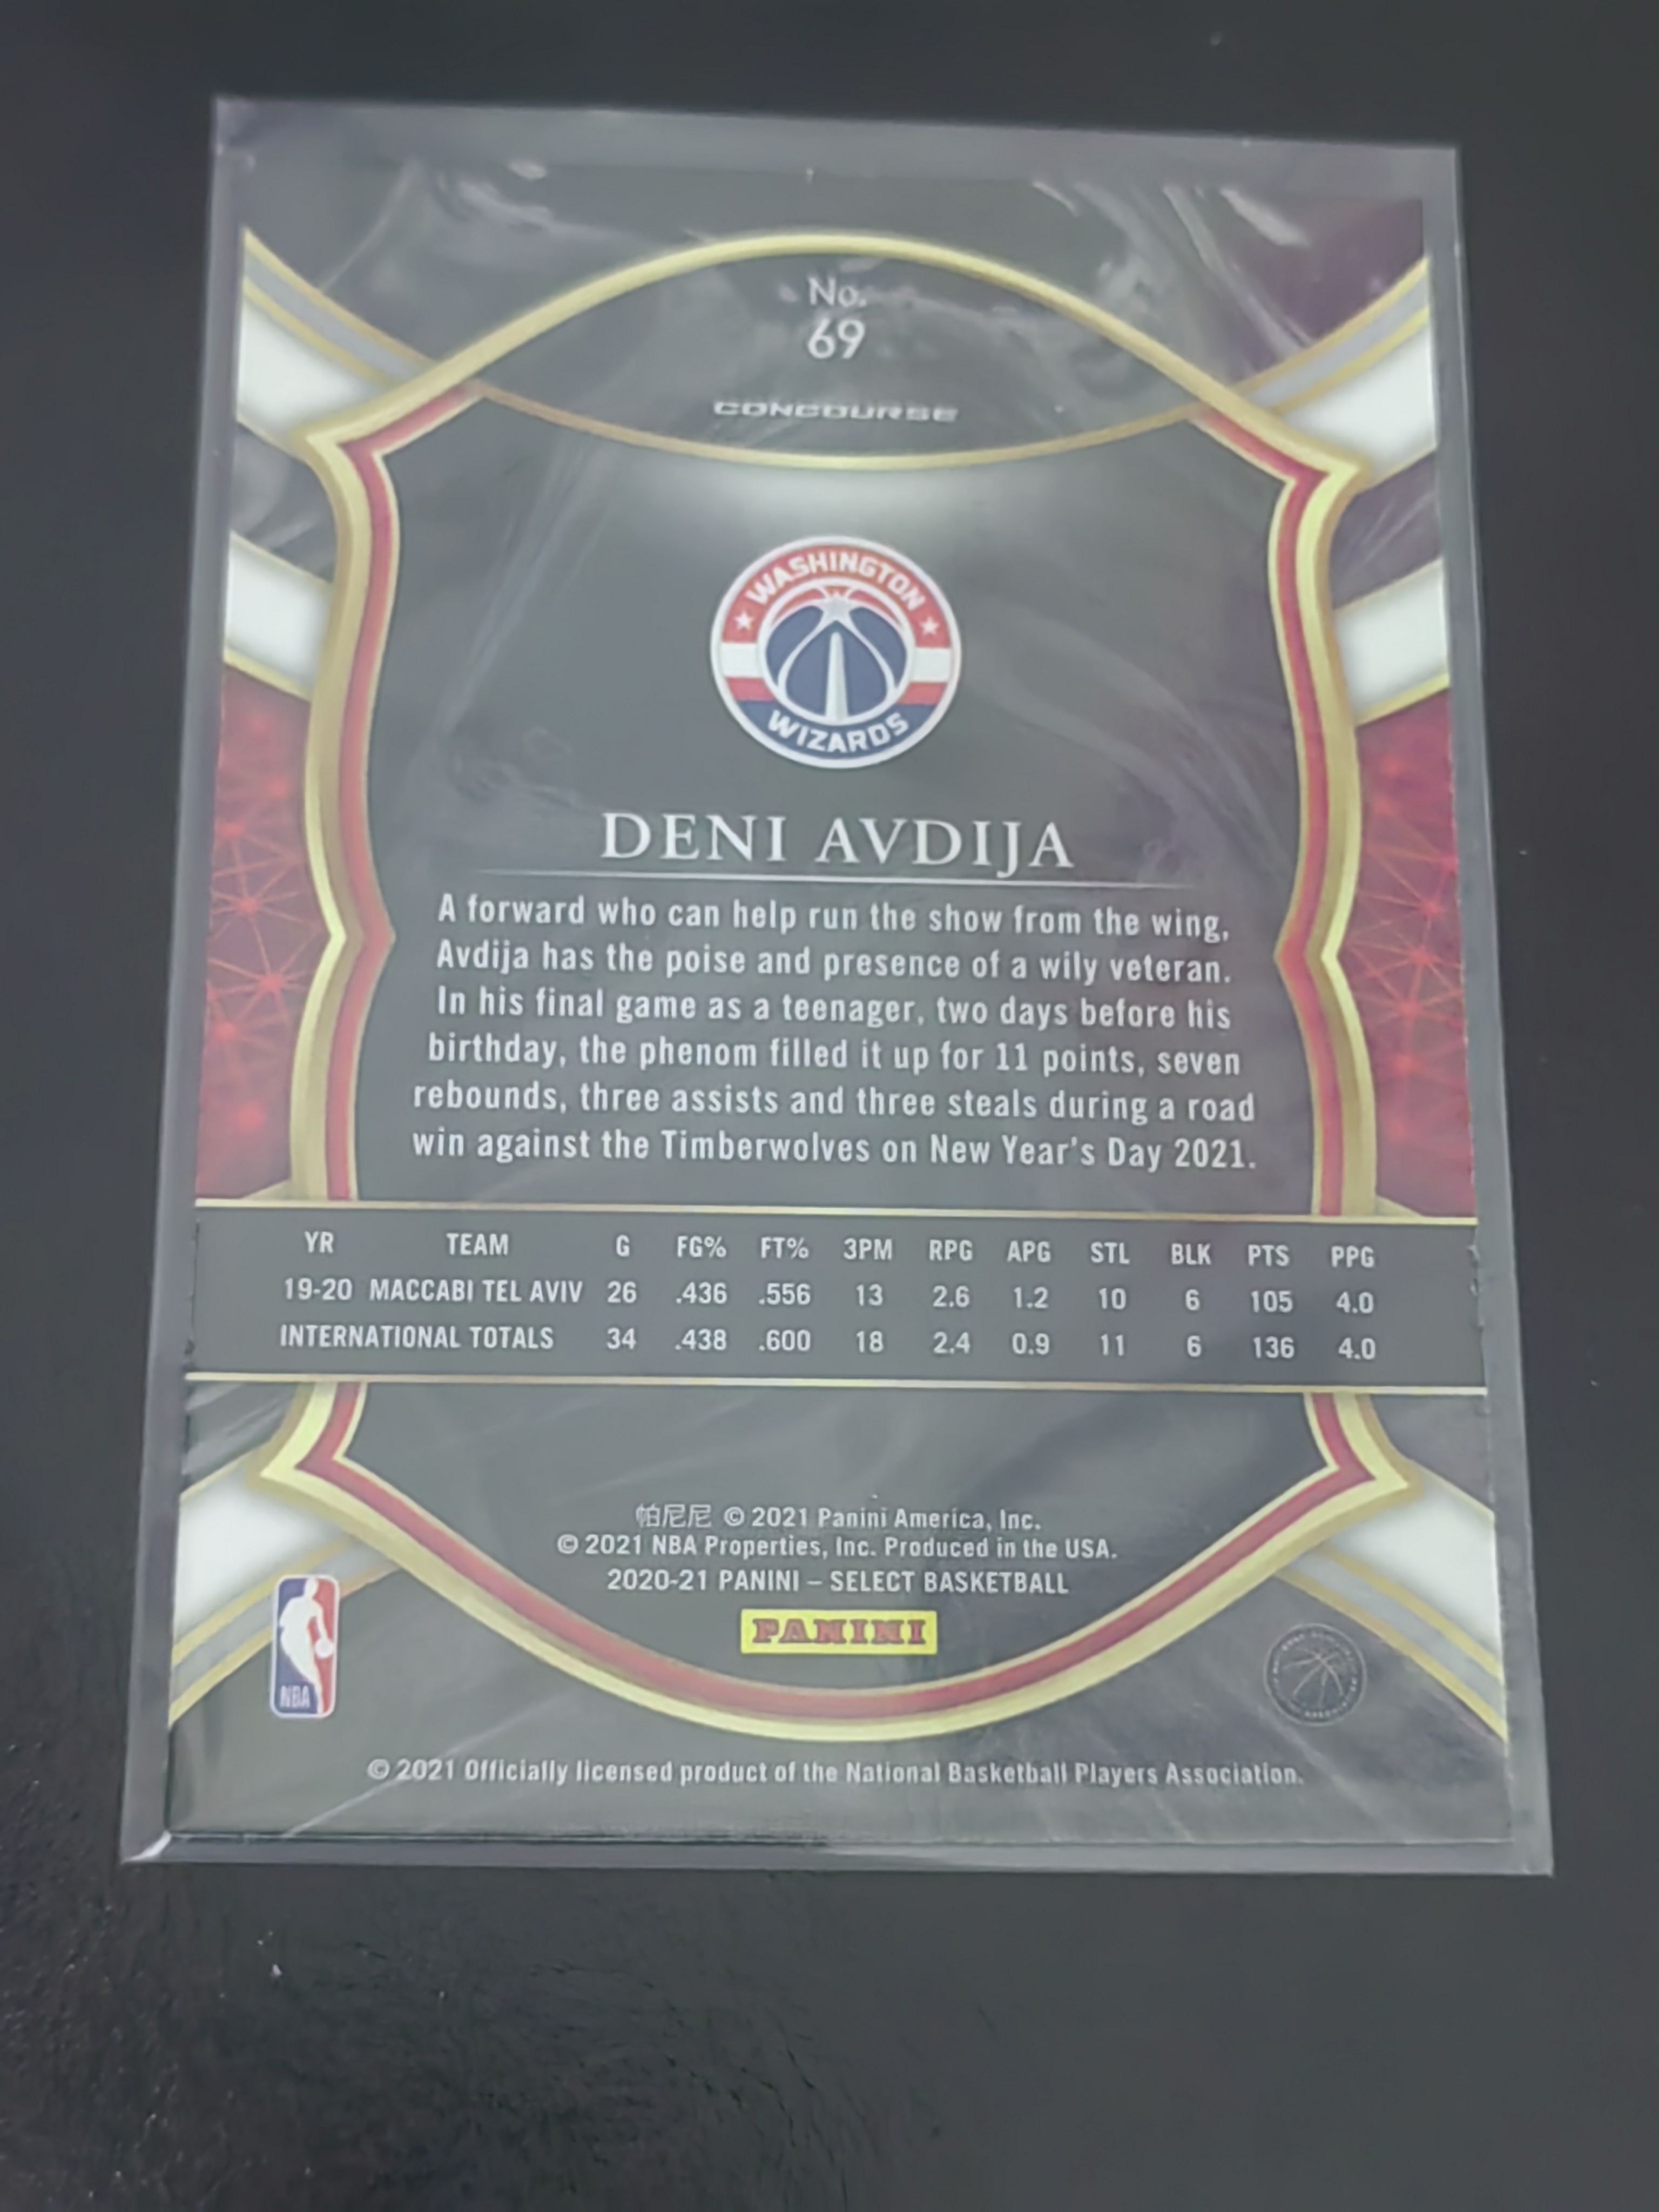 No.
69
CONCOURSE
WASHINGTON
WIZARDS
DENI AVDIJA
A forward who can help run the show from the wing,
Avdija has the poise and presence of a wily veteran.
In his final game as a teenager, two days before his
birthday, the phenom filled it up for 11 points, seven
rebounds, three assists and three steals during a road
win against the Timberwolves on New Year's Day 2021.
YR TEAM G FG% FT% 3PM RPG APG STL BLK PTS PPG
19-20 MACCABI TEL AVIV 26 .436 .556 13 2.6 1.2 10 6 105 4.0
INTERNATIONAL TOTALS 34 .438 .600 18 2.4 0.9 11 6 136 4.0
帕尼尼 © 2021 Panini America, Inc.
© 2021 NBA Properties, Inc. Produced in the USA.
2020-21 PANINI – SELECT BASKETBALL
PANINI
NBA
© 2021 Officially licensed product of the National Basketball Players Association.